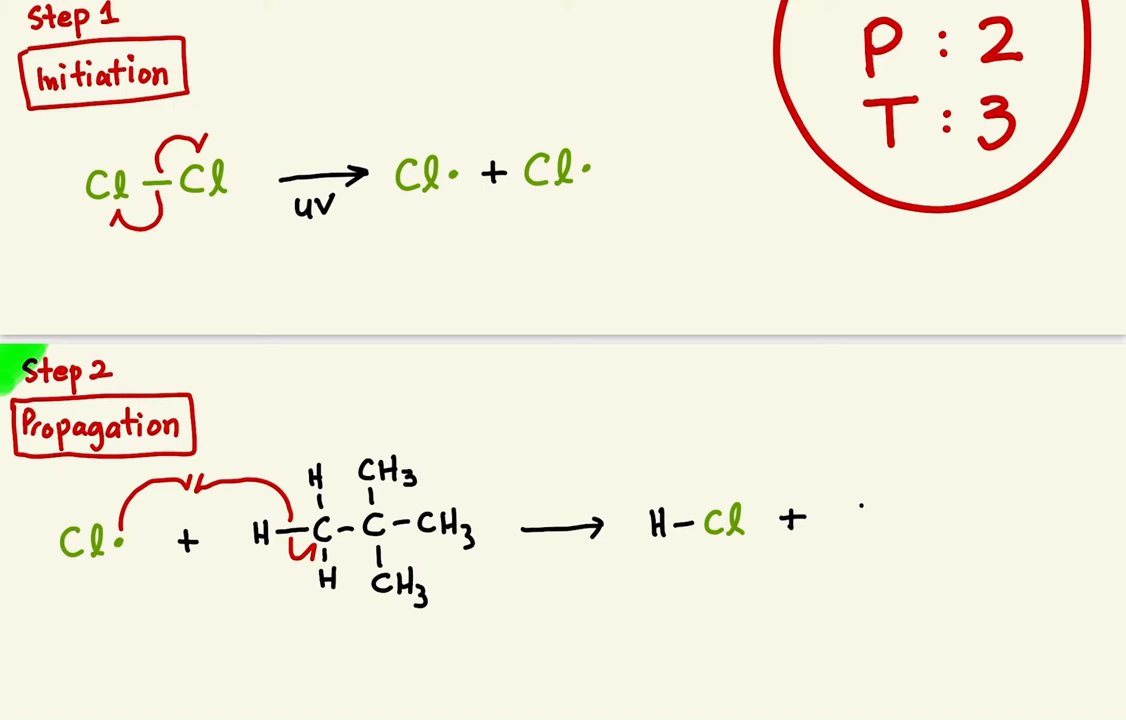 Step 1
Initiation
P : 2
T : 3
Cl — Cl ⟶ Cl· + Cl·
uv
Step 2
Propagation
H CH3
Cl· + H — C – C – CH3 ⟶ H – Cl +
H CH3